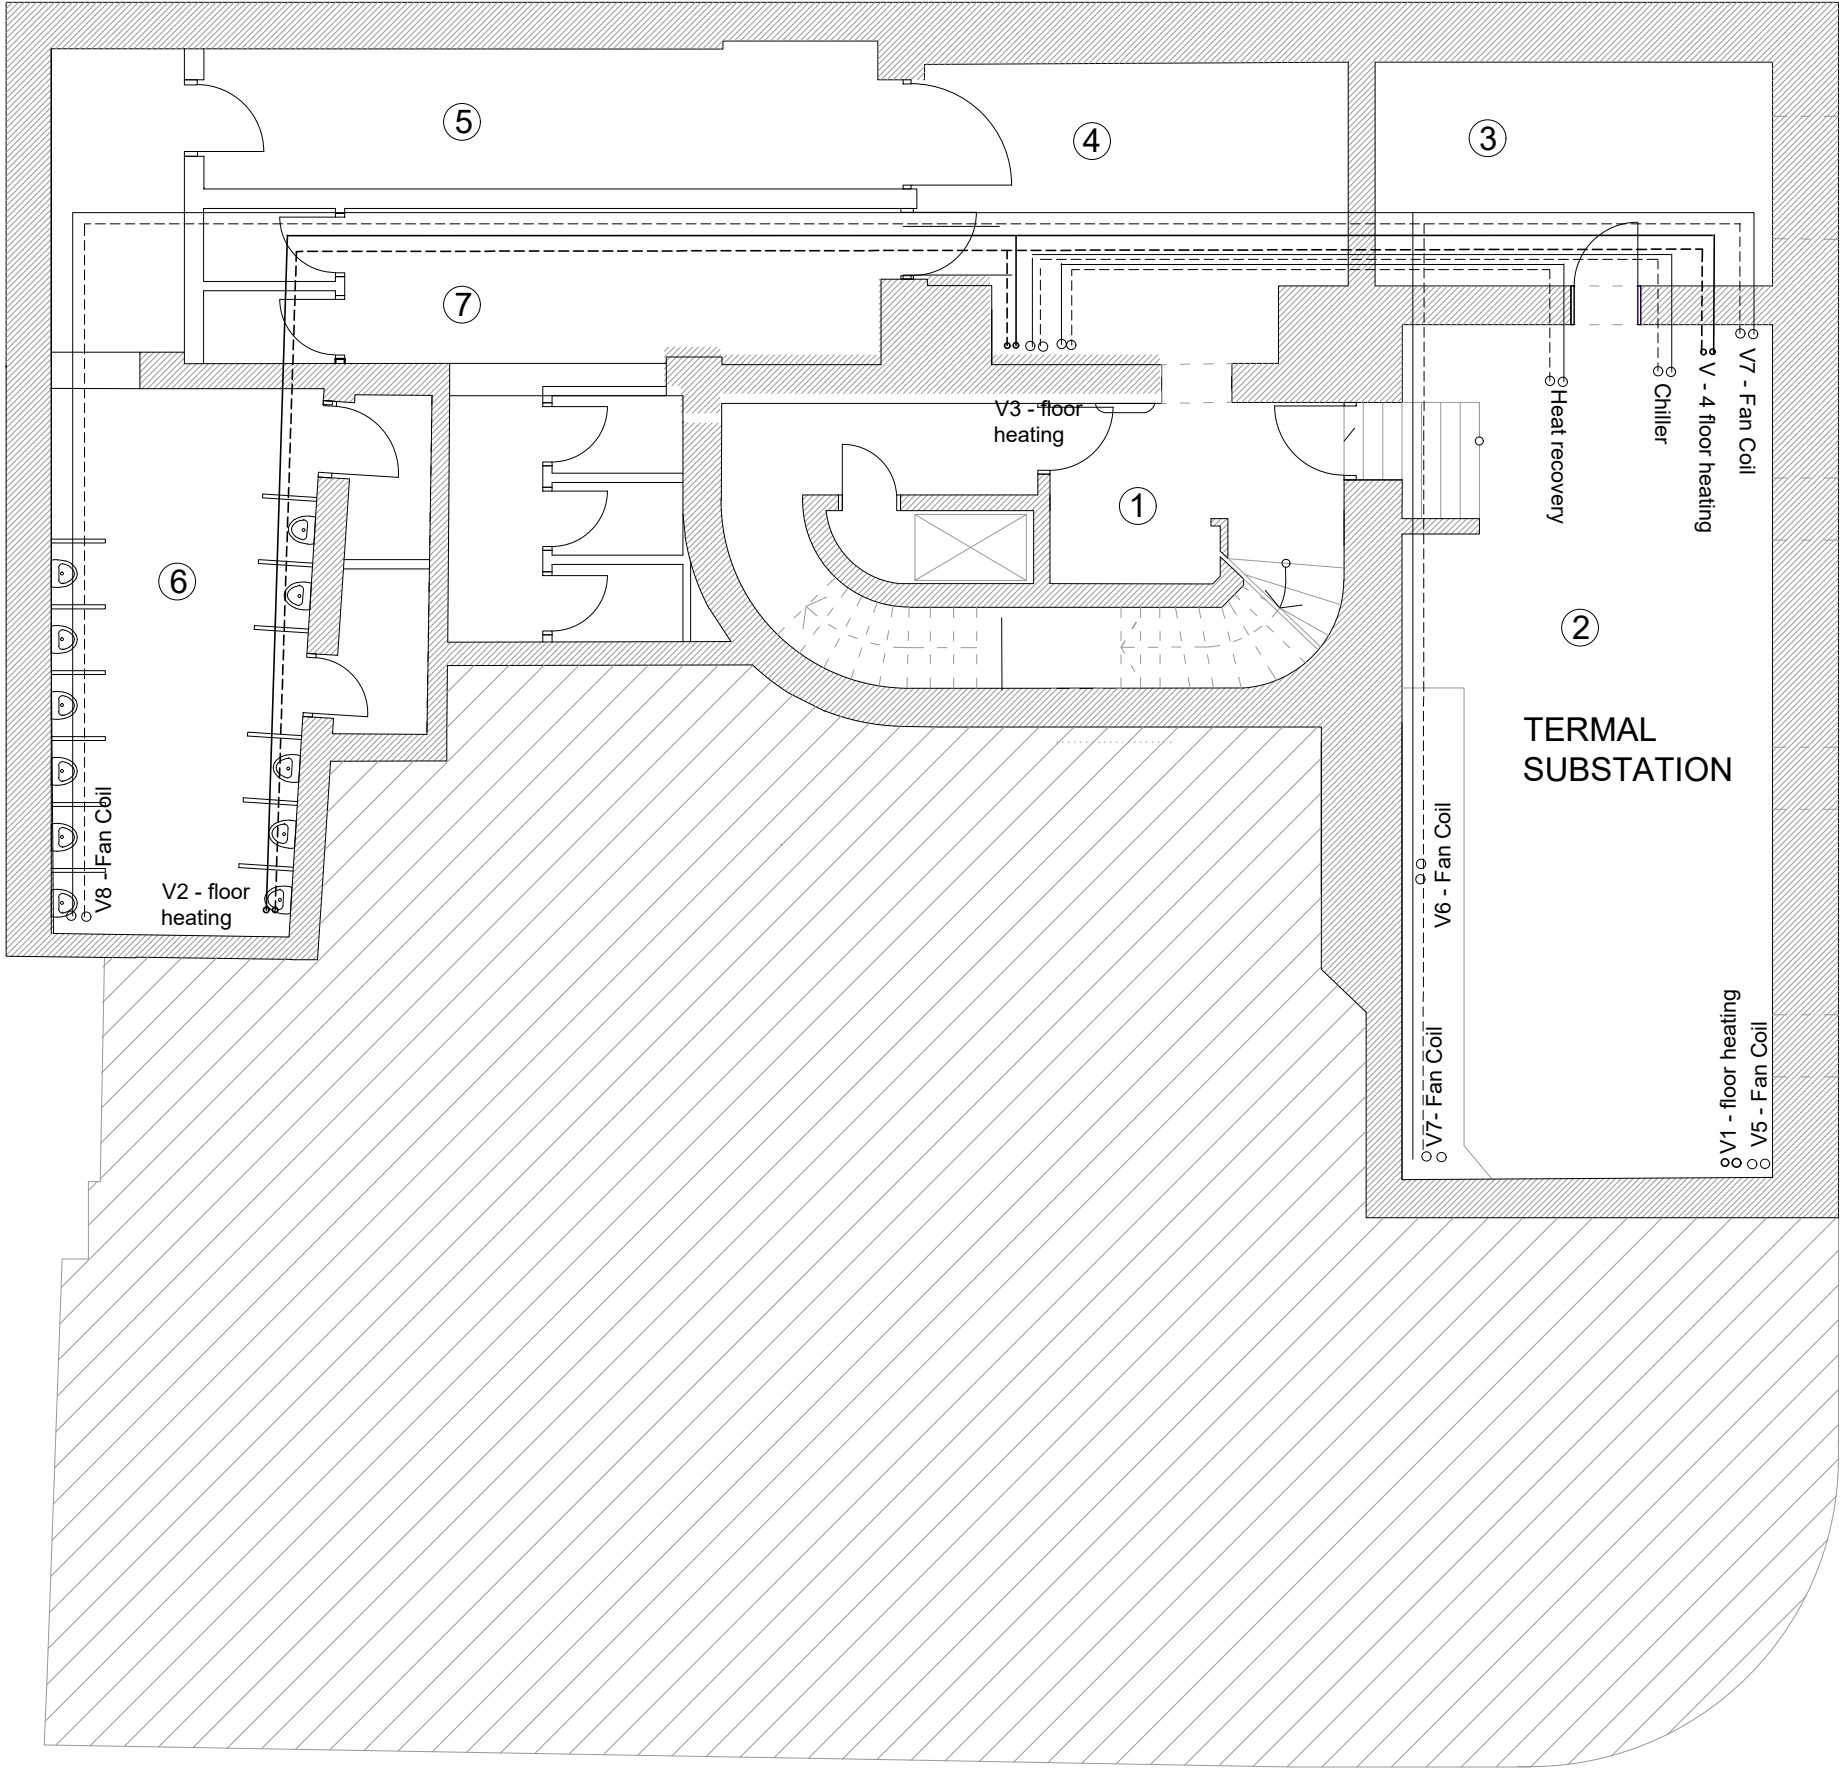 5
4
3
7
V3 - floor
heating
Heat recovery
Chiller
V - 4 floor heating
V7 - Fan Coil
1
6
2
TERMAL
SUBSTATION
V8 - Fan Coil
V2 - floor
heating
V6 - Fan Coil
V7- Fan Coil
V1 - floor heating
V5 - Fan Coil